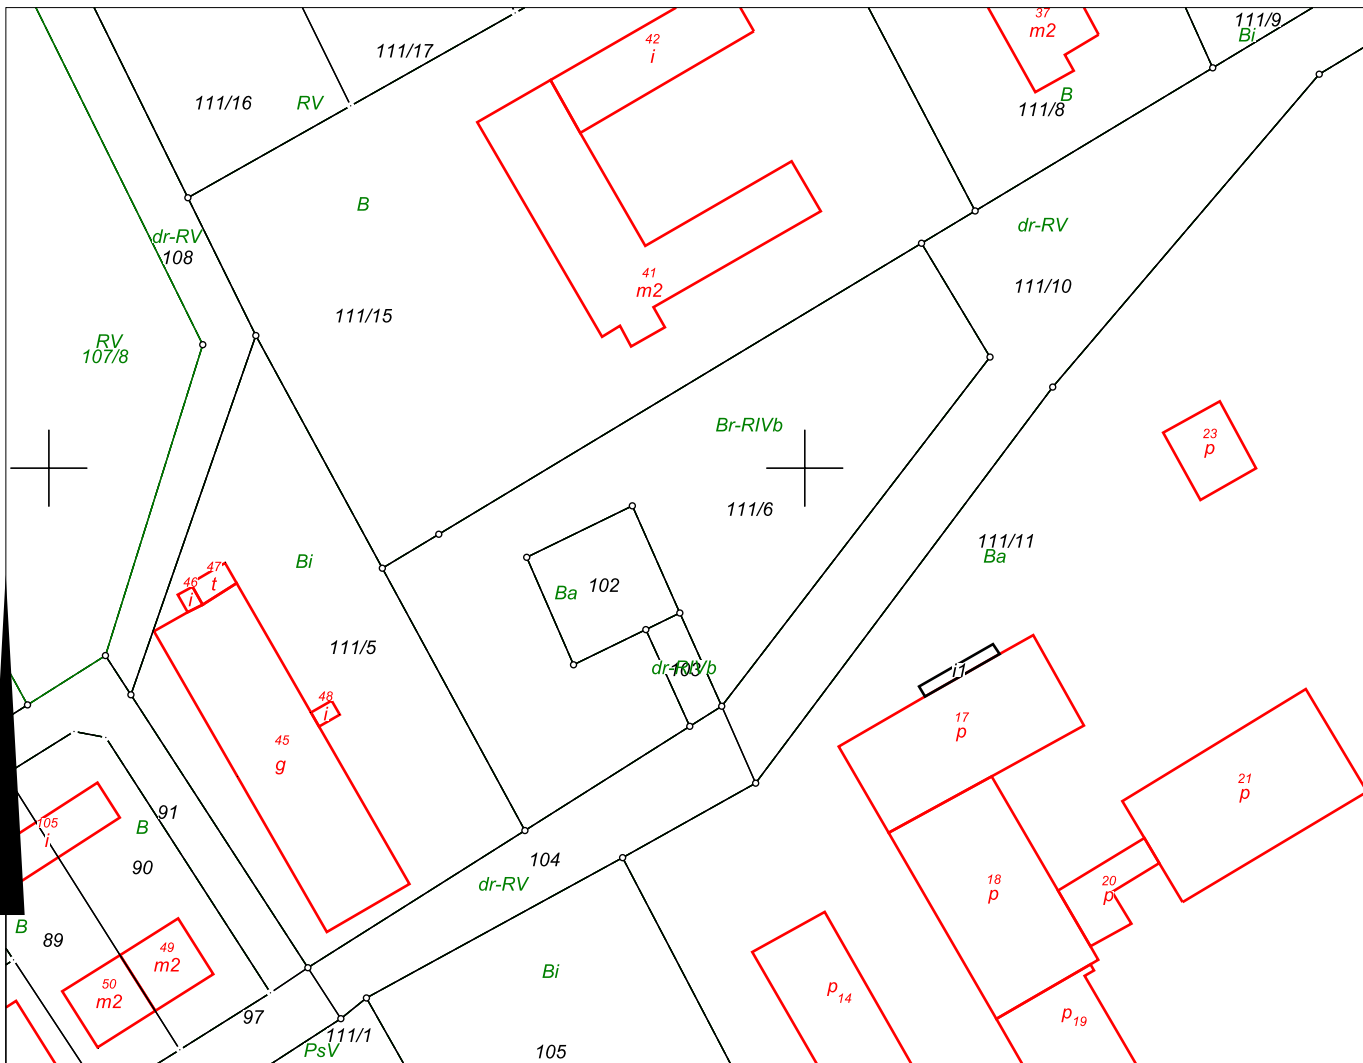 37
m2
111/9
Bi
42
i
111/17
111/16
RV
B
111/8
B
dr-RV
108
dr-RV
41
m2
111/10
111/15
RV
107/8
Br-RIVb
23
p
111/6
111/11
Ba
Bi
47
t
46
i
102
Ba
111/5
dr-RIVb
103
i1
48
i
17
p
45
g
21
p
105
i
91
B
90
104
dr-RV
18
p
20
p
B
89
49
m2
50
m2
Bi
p14
97
p19
111/1
PsV
105